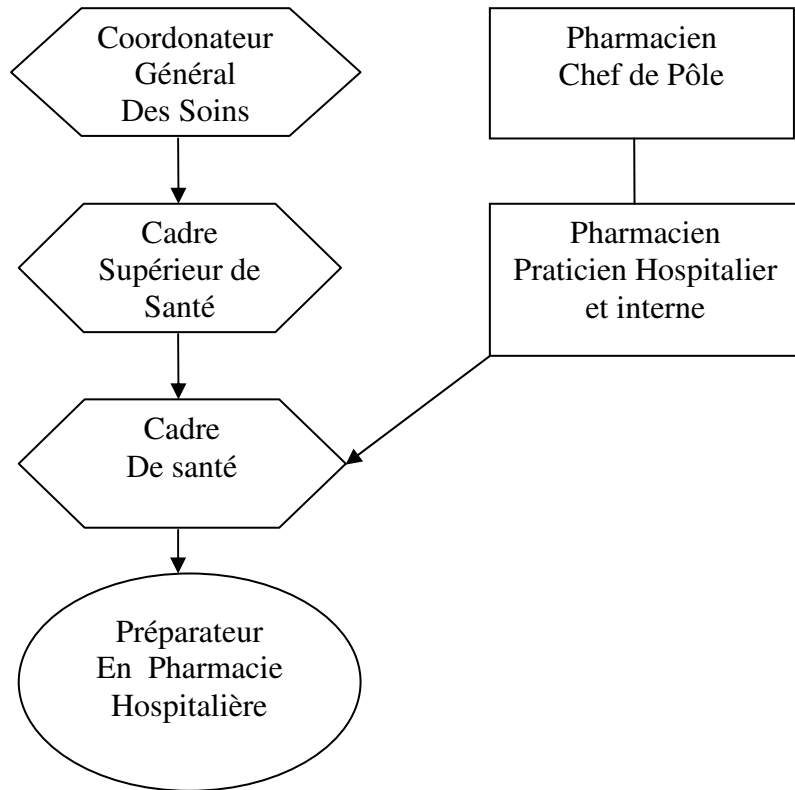 Coordonateur
Général
Des Soins
Pharmacien
Chef de Pôle
Cadre
Supérieur de
Santé
Pharmacien
Praticien Hospitalier
et interne
Cadre
De santé
Préparateur
En Pharmacie
Hospitalière